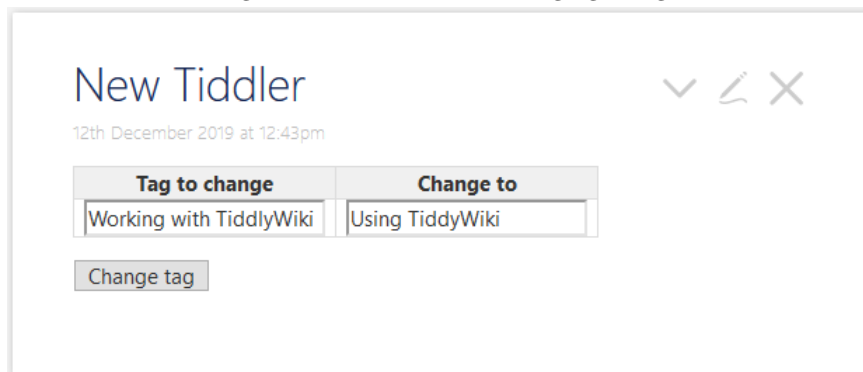 New Tiddler
12th December 2019 at 12:43pm
Tag to change Change to
Working with TiddlyWiki Using TiddyWiki
Change tag